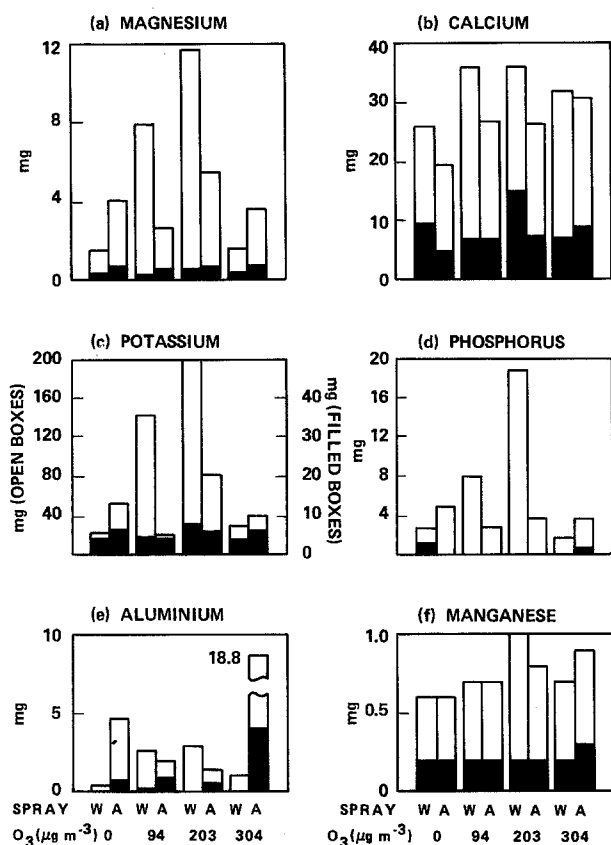 (a) MAGNESIUM
12
8
4
0
mg
(b) CALCIUM
40
30
20
10
0
mg
(c) POTASSIUM
200
160
120
80
40
mg (OPEN BOXES)
40
30
20
10
0
mg (FILLED BOXES)
(d) PHOSPHORUS
20
16
12
8
4
mg
(e) ALUMINIUM
10
5
0
mg
18.8
(f) MANGANESE
1.0
0.5
0
mg
SPRAY W A W A W A W A
O₃(μg m⁻³) 0 94 203 304
SPRAY W A W A W A W A
O₃(μg m⁻³) 0 94 203 304